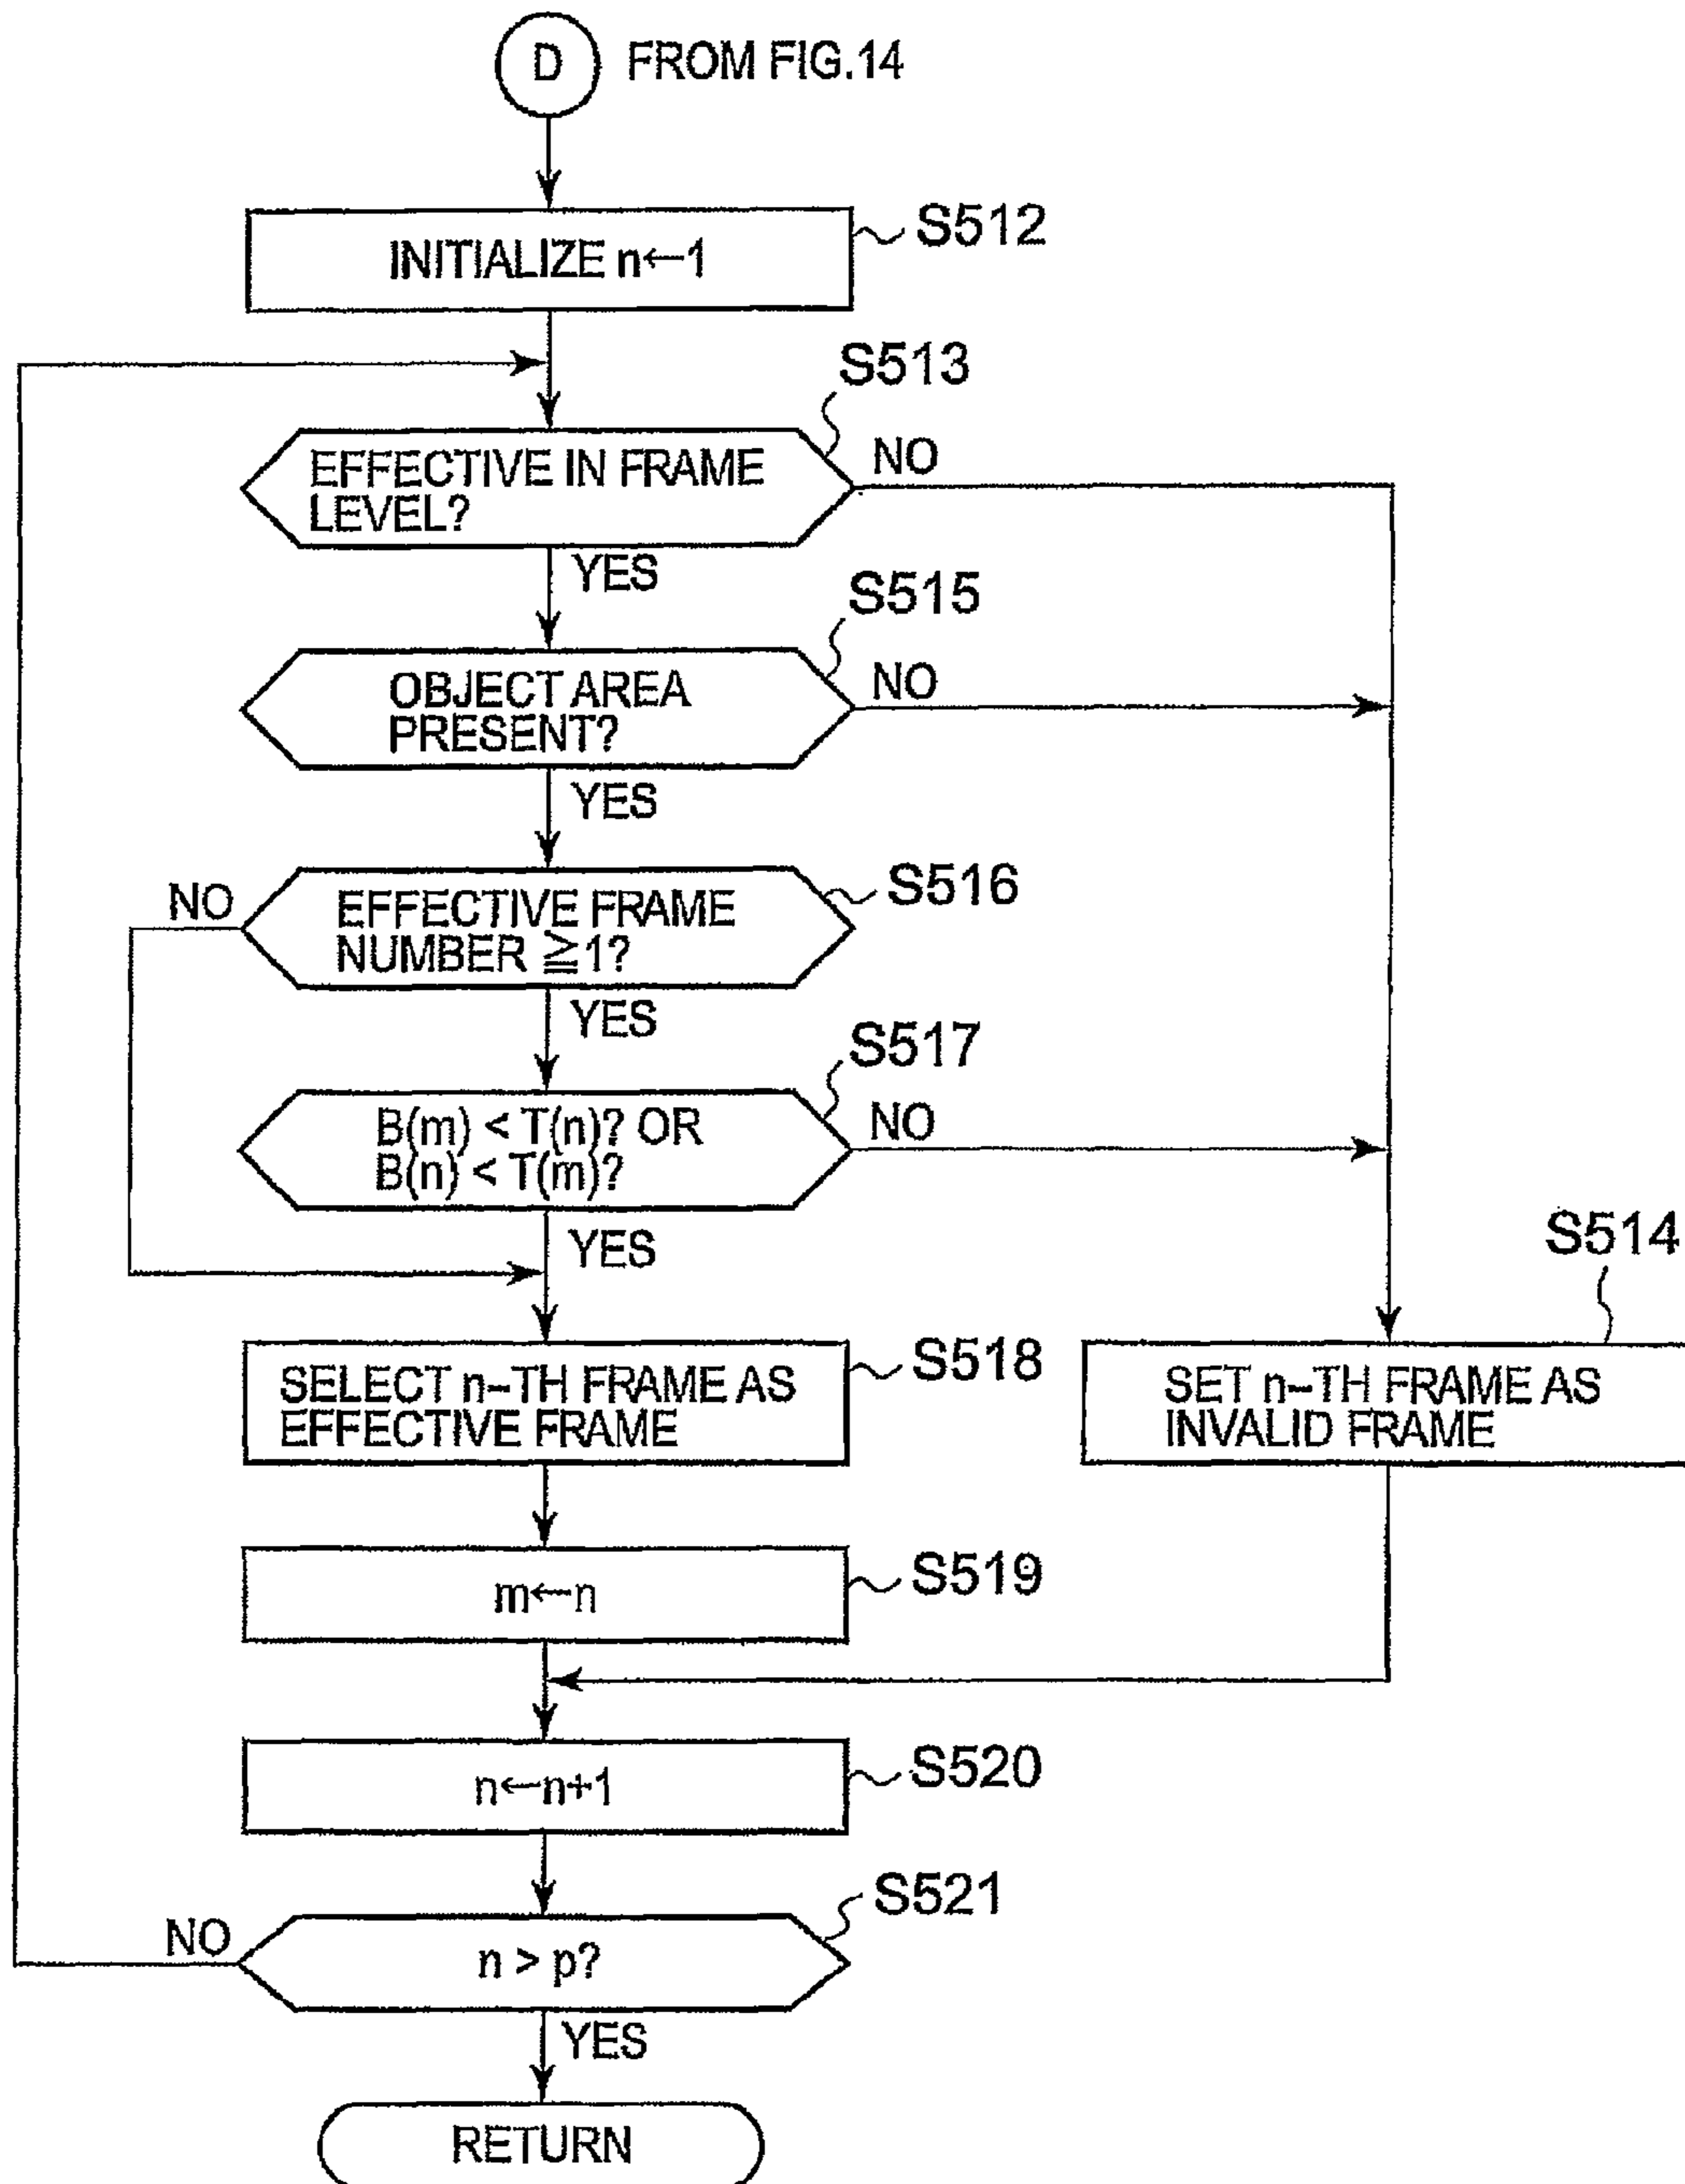 D FROM FIG.14
INITIALIZE n←1
S512
S513
EFFECTIVE IN FRAME
LEVEL?
NO
YES
S515
OBJECT AREA
PRESENT?
NO
YES
S516
NO
EFFECTIVE FRAME
NUMBER ≧1?
YES
S517
B(m) < T(n)? OR
B(n) < T(m)?
NO
YES
S514
SELECT n-TH FRAME AS
EFFECTIVE FRAME
S518
SET n-TH FRAME AS
INVALID FRAME
m←n
S519
n←n+1
S520
S521
NO
n > p?
YES
RETURN